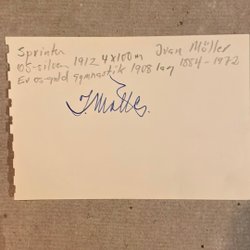 Sprinter Ivan Möller
OS-silver 1912 4x100m 1884-1972
Ev os-guld gymnastik 1908 lag
I. Möller.